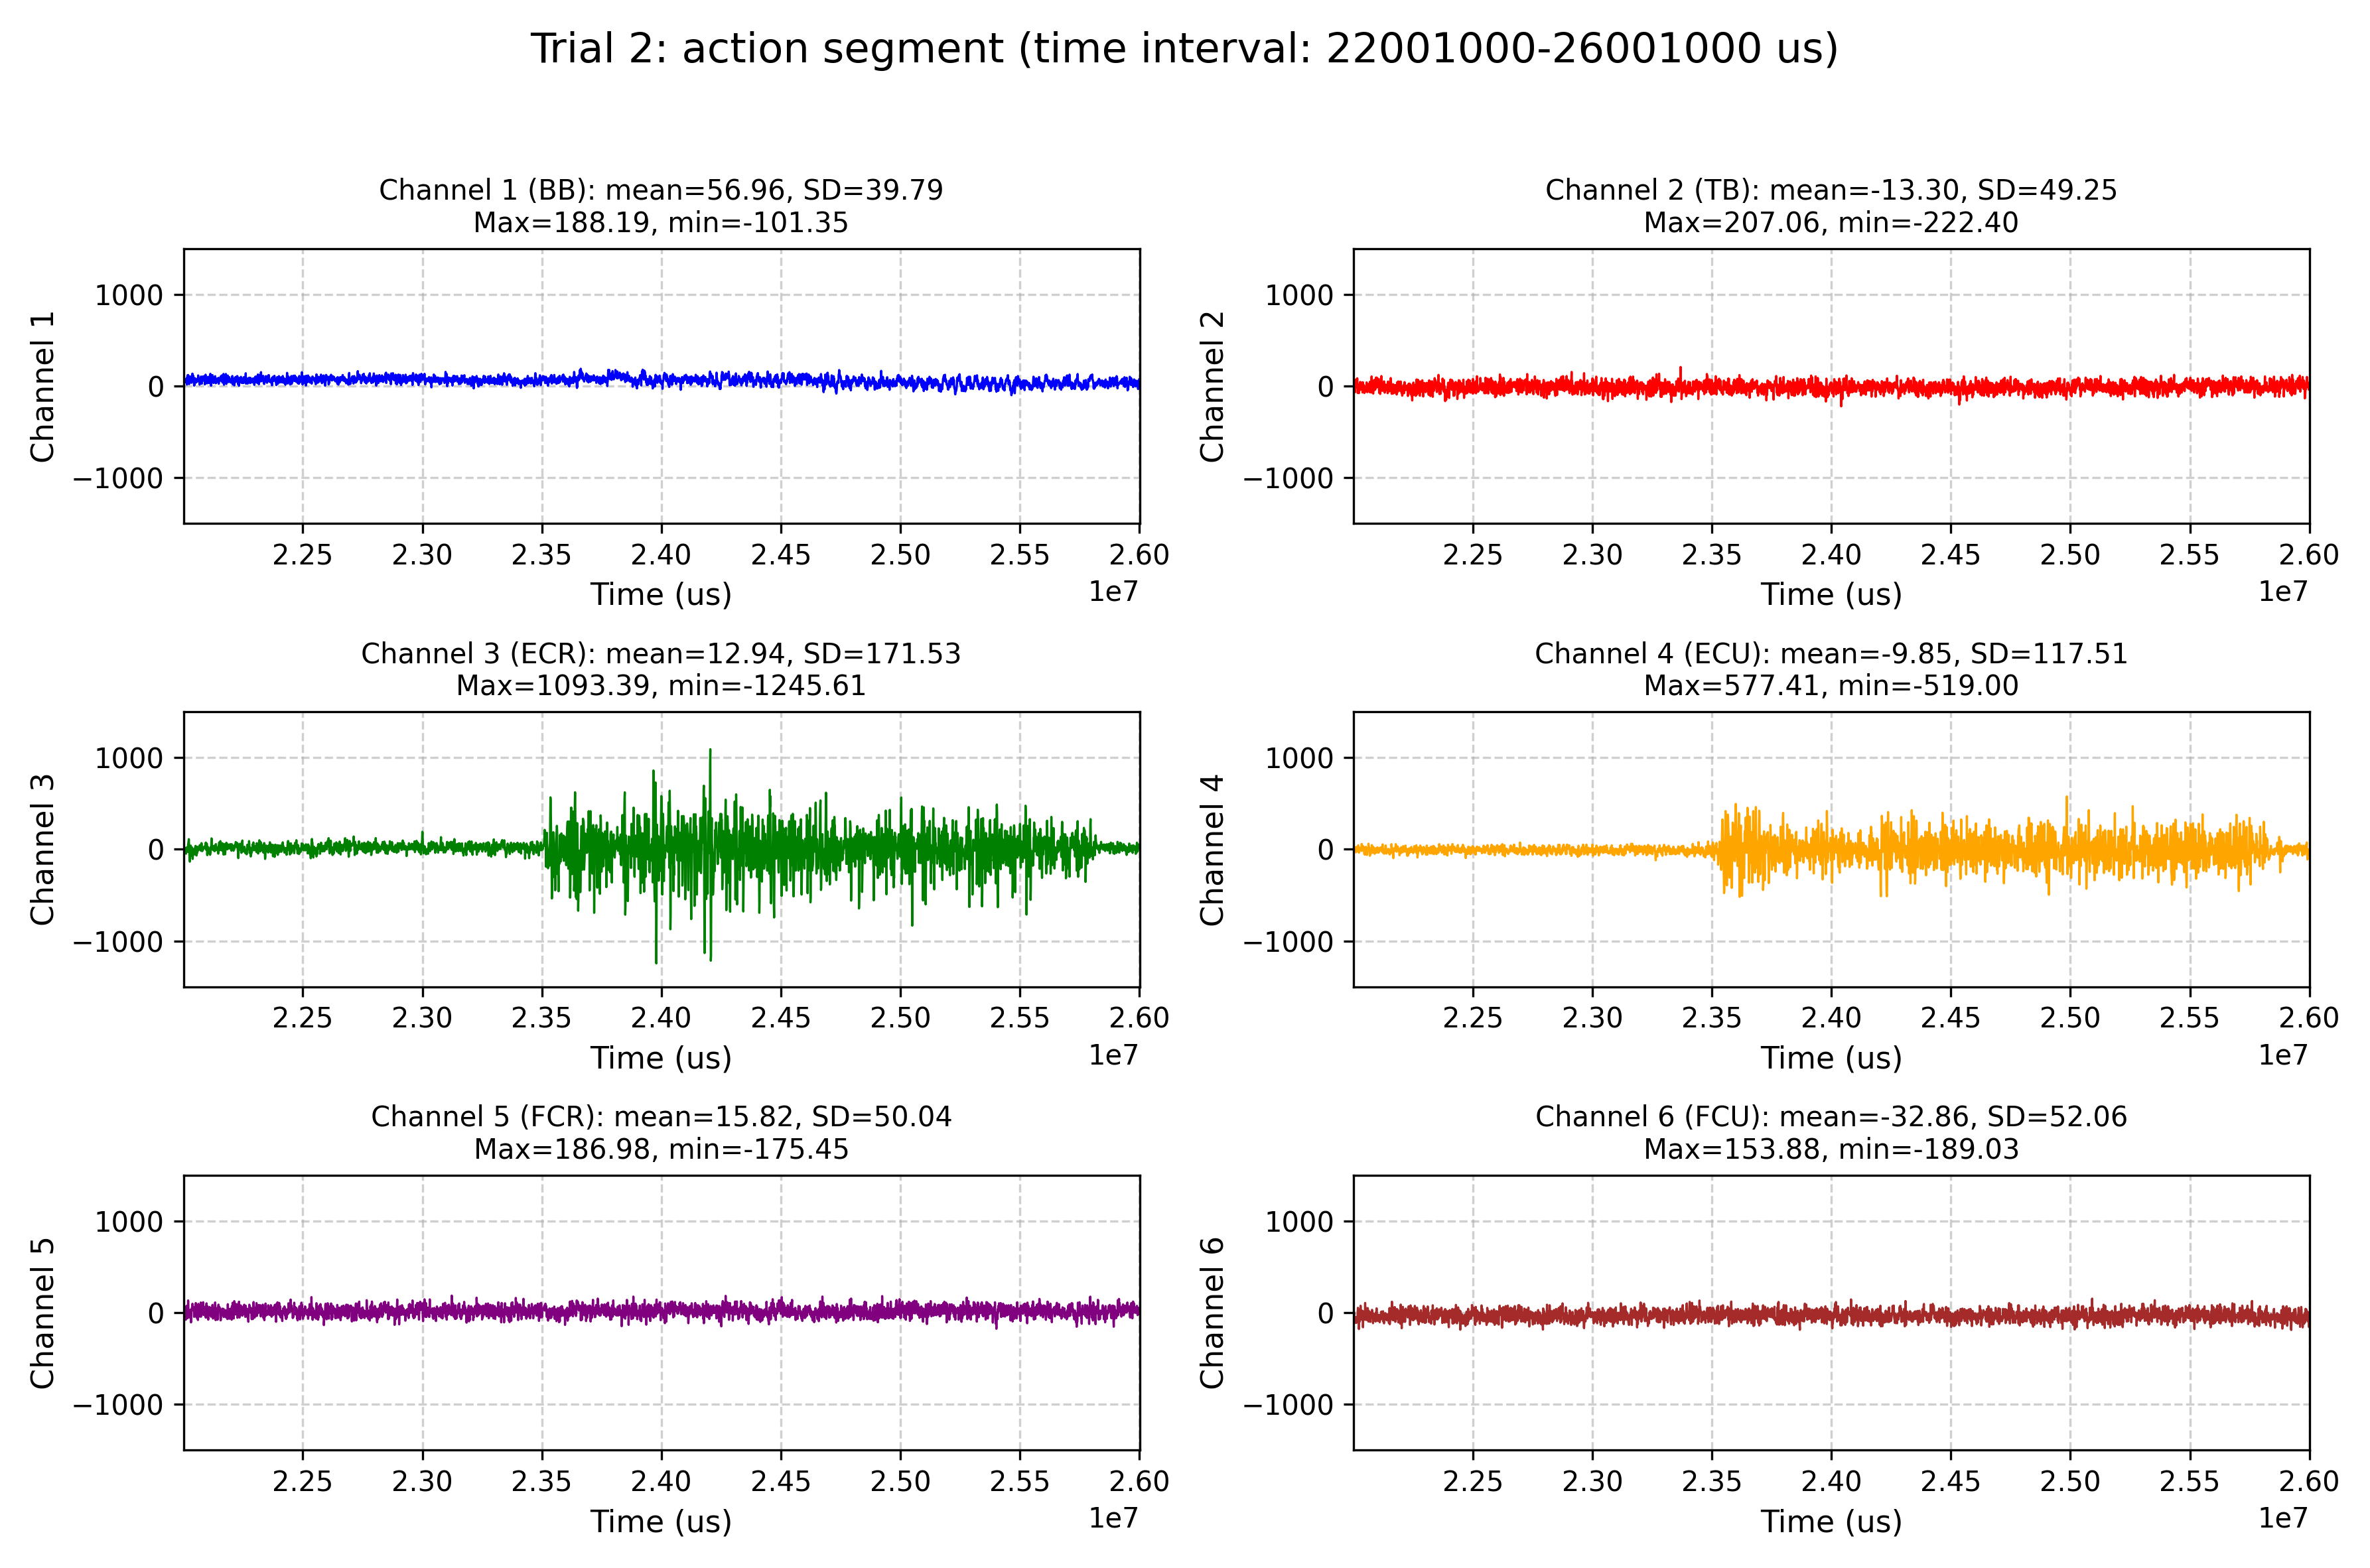 Trial 2: action segment (time interval: 22001000-26001000 us)
Channel 1 (BB): mean=56.96, SD=39.79
Max=188.19, min=-101.35
Channel 1
1000
0
−1000
2.25 2.30 2.35 2.40 2.45 2.50 2.55 2.60
Time (us)
1e7
Channel 2 (TB): mean=-13.30, SD=49.25
Max=207.06, min=-222.40
Channel 2
1000
0
−1000
2.25 2.30 2.35 2.40 2.45 2.50 2.55 2.60
Time (us)
1e7
Channel 3 (ECR): mean=12.94, SD=171.53
Max=1093.39, min=-1245.61
Channel 3
1000
0
−1000
2.25 2.30 2.35 2.40 2.45 2.50 2.55 2.60
Time (us)
1e7
Channel 4 (ECU): mean=-9.85, SD=117.51
Max=577.41, min=-519.00
Channel 4
1000
0
−1000
2.25 2.30 2.35 2.40 2.45 2.50 2.55 2.60
Time (us)
1e7
Channel 5 (FCR): mean=15.82, SD=50.04
Max=186.98, min=-175.45
Channel 5
1000
0
−1000
2.25 2.30 2.35 2.40 2.45 2.50 2.55 2.60
Time (us)
1e7
Channel 6 (FCU): mean=-32.86, SD=52.06
Max=153.88, min=-189.03
Channel 6
1000
0
−1000
2.25 2.30 2.35 2.40 2.45 2.50 2.55 2.60
Time (us)
1e7